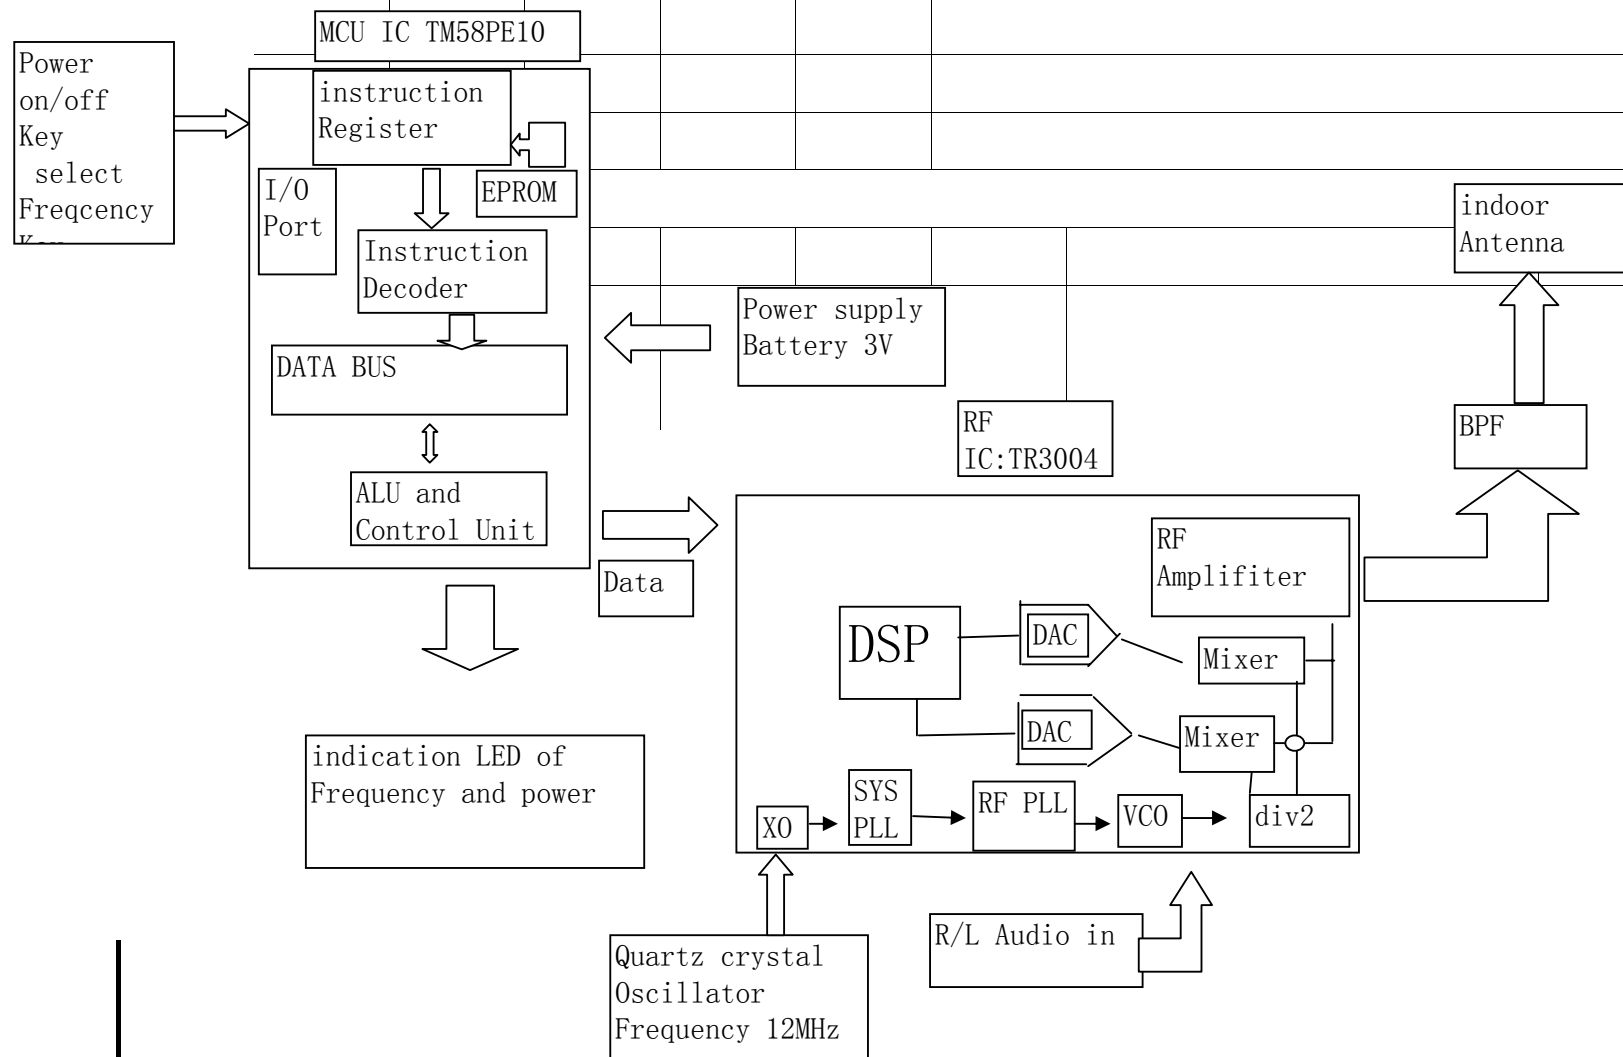 MCU IC TM58PE10
Power
on/off
Key
select
Freqcency
instruction
Register
I/O
Port
EPROM
Instruction
Decoder
DATA BUS
ALU and
Control Unit
Power supply
Battery 3V
indoor
Antenna
RF
IC:TR3004
BPF
Data
RF
Amplifiter
DSP
DAC
Mixer
DAC
Mixer
XO
SYS
PLL
RF PLL
VCO
div2
indication LED of
Frequency and power
R/L Audio in
Quartz crystal
Oscillator
Frequency 12MHz